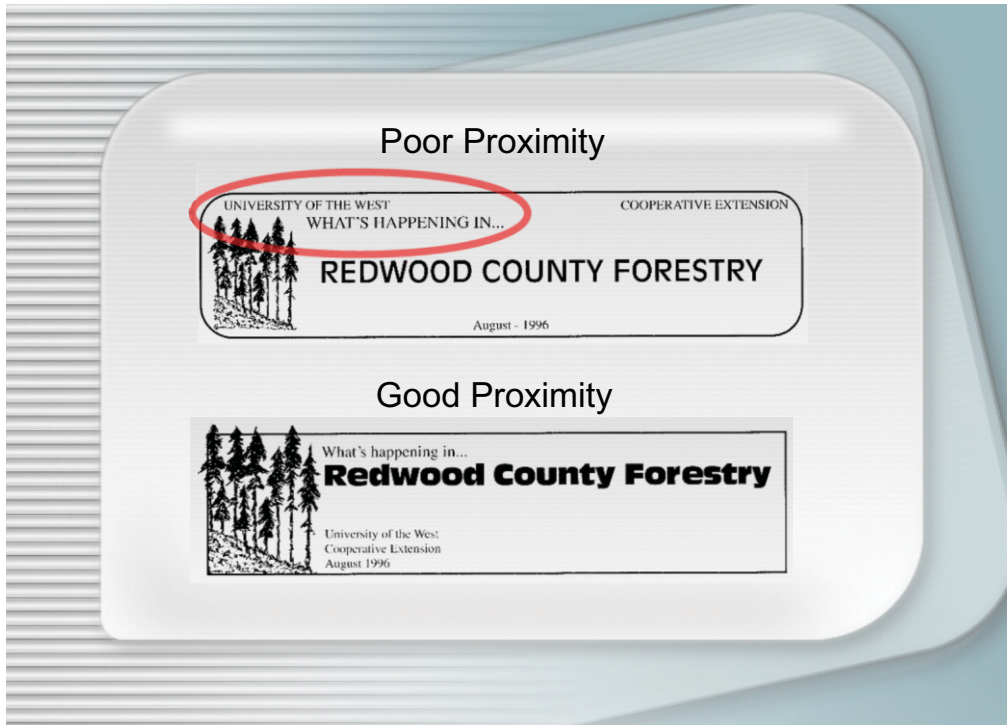 Poor Proximity
UNIVERSITY OF THE WEST
COOPERATIVE EXTENSION
WHAT'S HAPPENING IN...
REDWOOD COUNTY FORESTRY
August - 1996
Good Proximity
What's happening in...
Redwood County Forestry
University of the West
Cooperative Extension
August 1996